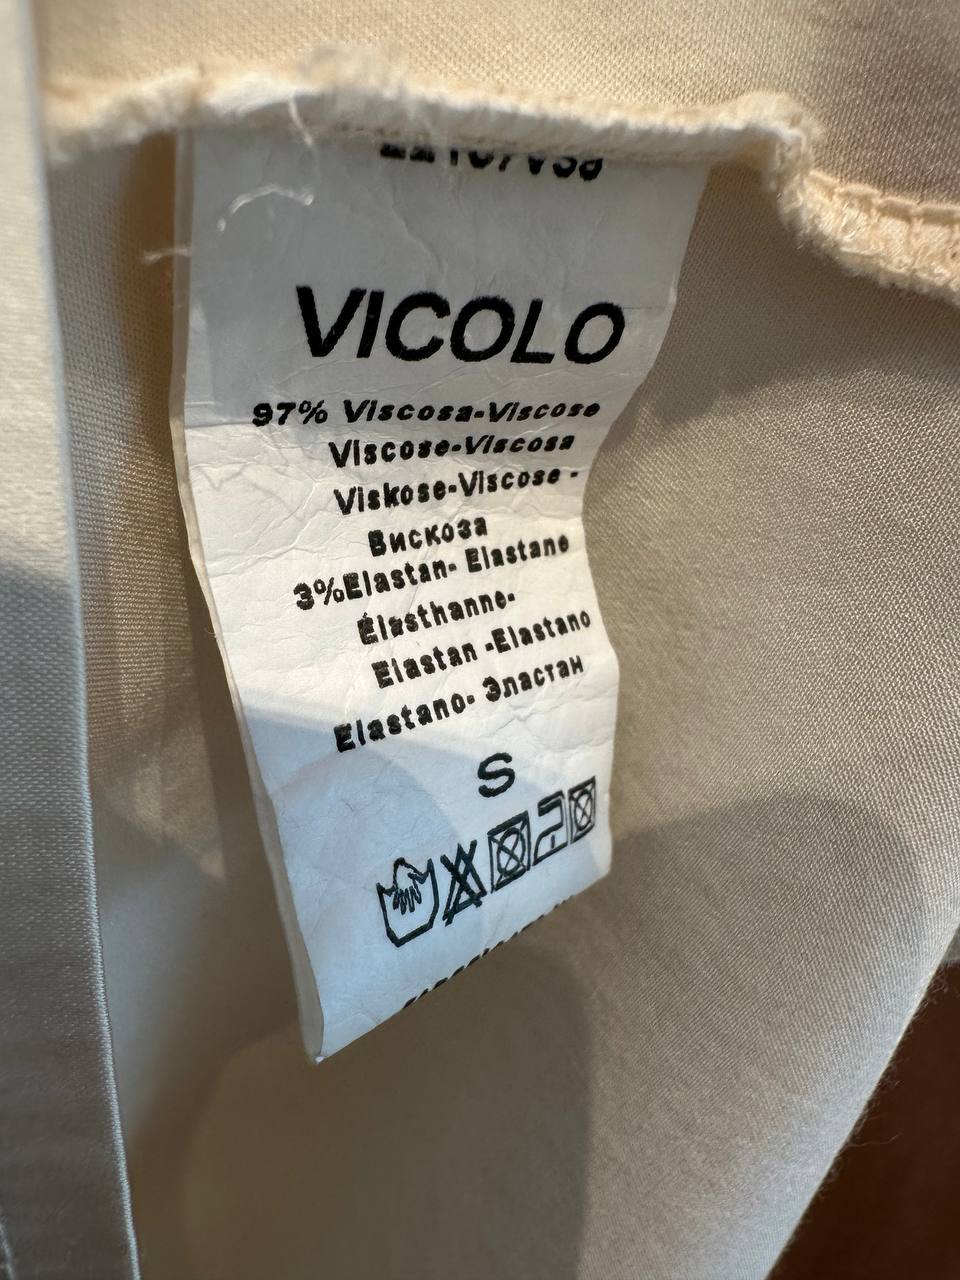 VICOLO
97% Viscosa-Viscose
Viscose-Viscosa
Viskose-Viscose -
Вискоза
3%Elastan- Elastane
Élasthanne-
Elastan -Elastano
Elastano- Эластан
S